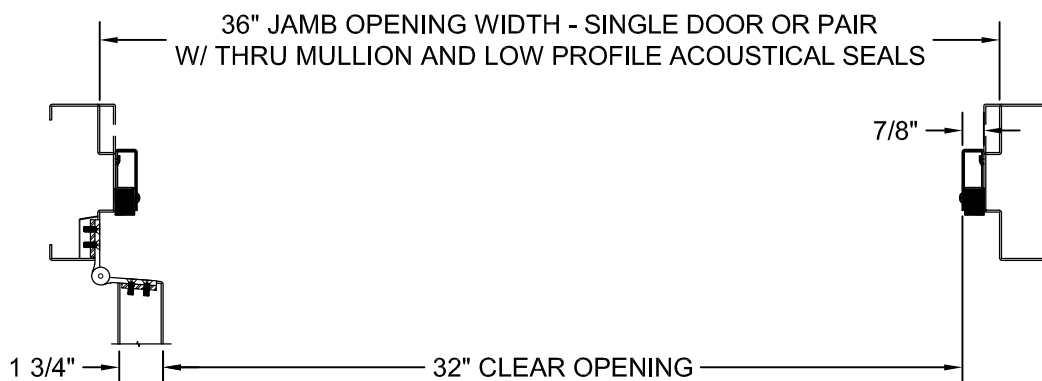 36" JAMB OPENING WIDTH - SINGLE DOOR OR PAIR
W/ THRU MULLION AND LOW PROFILE ACOUSTICAL SEALS
7/8"
1 3/4"
32" CLEAR OPENING